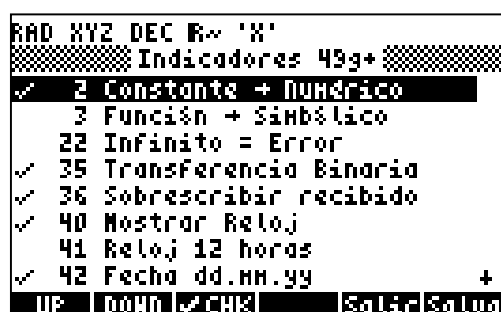 RAD XYZ DEC R~ 'X'
Indicadores 49g+
✓ 2 Constante → Numérico
3 Función → Simbólico
22 Infinito = Error
✓ 35 Transferencia Binaria
✓ 36 Sobrescribir recibido
✓ 40 Mostrar Reloj
41 Reloj 12 horas
✓ 42 Fecha dd.mm.yy ↓
UP DOWN ✓CHK Salir Salva